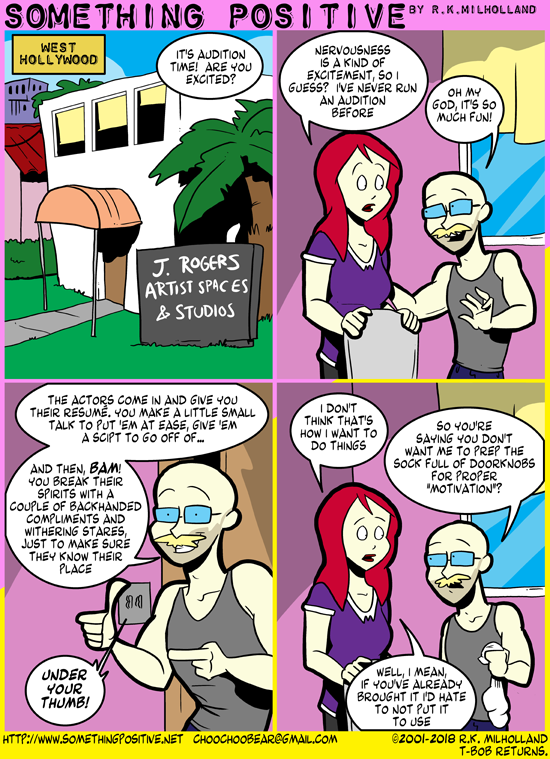 SOMETHING POSITIVE BY R.K.MILHOLLAND
WEST
HOLLYWOOD
IT'S AUDITION
TIME! ARE YOU
EXCITED?
J. ROGERS
ARTIST SPACES
& STUDIOS
NERVOUSNESS
IS A KIND OF
EXCITEMENT, SO I
GUESS? I'VE NEVER RUN
AN AUDITION
BEFORE
OH MY
GOD, IT'S SO
MUCH FUN!
THE ACTORS COME IN AND GIVE YOU
THEIR RESUME. YOU MAKE A LITTLE SMALL
TALK TO PUT 'EM AT EASE, GIVE 'EM
A SCIPT TO GO OFF OF...
AND THEN, BAM!
YOU BREAK THEIR
SPIRITS WITH A
COUPLE OF BACKHANDED
COMPLIMENTS AND
WITHERING STARES,
JUST TO MAKE SURE
THEY KNOW THEIR
PLACE
UNDER
YOUR
THUMB!
I DON'T
THINK THAT'S
HOW I WANT TO
DO THINGS
SO YOU'RE
SAYING YOU DON'T
WANT ME TO PREP THE
SOCK FULL OF DOORKNOBS
FOR PROPER
"MOTIVATION"?
WELL, I MEAN,
IF YOU'VE ALREADY
BROUGHT IT I'D HATE
TO NOT PUT IT
TO USE
HTTP://WWW.SOMETHINGPOSITIVE.NET CHOOCHOOBEAR@GMAIL.COM ©2001-2018 R.K. MILHOLLAND
T-BOB RETURNS.